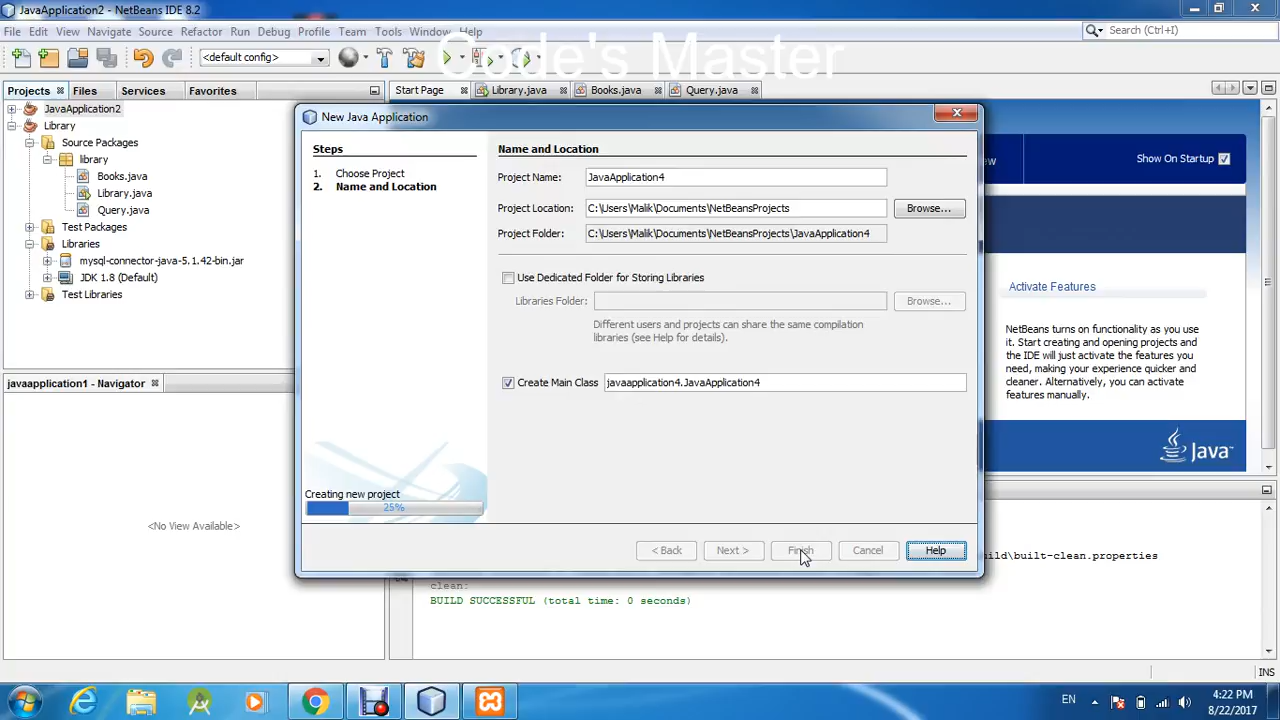 JavaApplication2 - NetBeans IDE 8.2
File Edit View Navigate Source Refactor Run Debug Profile Team Tools Window Help
Search (Ctrl+I)
<default config>
Code's Master
Projects Files Services Favorites
Start Page Library.java Books.java Query.java
JavaApplication2
Library
Source Packages
library
Books.java
Library.java
Query.java
Test Packages
Libraries
mysql-connector-java-5.1.42-bin.jar
JDK 1.8 (Default)
Test Libraries
javaapplication1 - Navigator
<No View Available>
New Java Application
Steps
1. Choose Project
2. Name and Location
Creating new project
25%
Name and Location
Project Name: JavaApplication4
Project Location: C:\Users\Malik\Documents\NetBeansProjects Browse...
Project Folder: C:\Users\Malik\Documents\NetBeansProjects\JavaApplication4
Use Dedicated Folder for Storing Libraries
Libraries Folder: Browse...
Different users and projects can share the same compilation
libraries (see Help for details).
Create Main Class javaapplication4.JavaApplication4
< Back Next > Finish Cancel Help
Show On Startup
Activate Features
NetBeans turns on functionality as you use
it. Start creating and opening projects and
the IDE will just activate the features you
need, making your experience quicker and
cleaner. Alternatively, you can activate
features manually.
Java
\built-clean.properties
clean:
BUILD SUCCESSFUL (total time: 0 seconds)
INS
EN
4:22 PM
8/22/2017